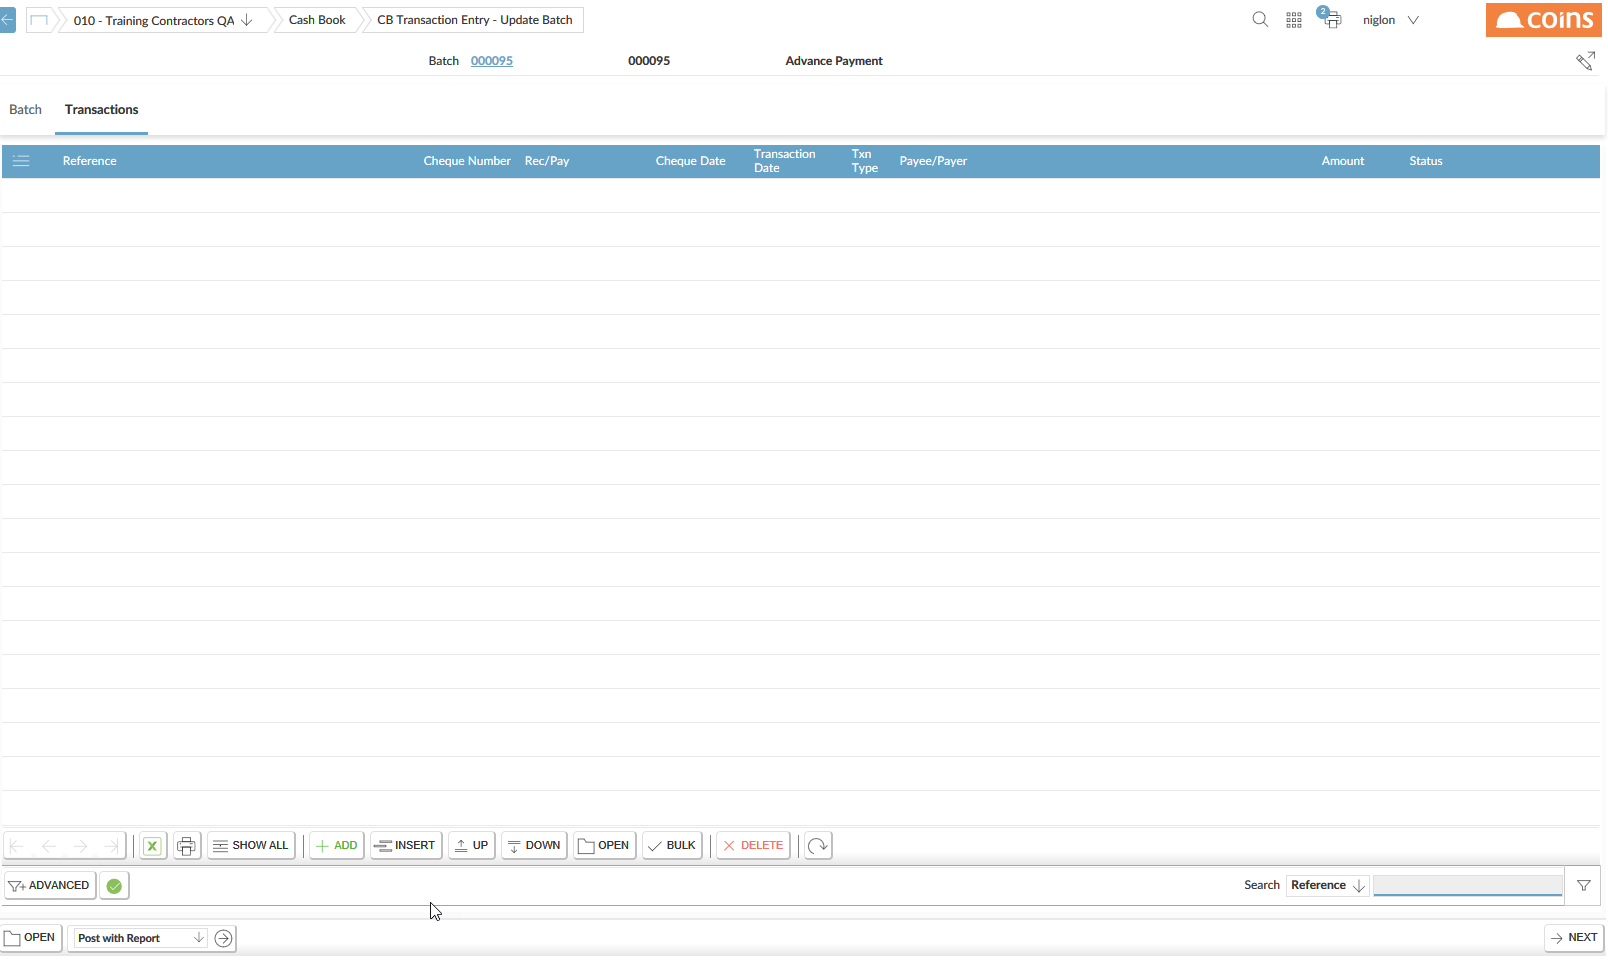 010 - Training Contractors QA Cash Book CB Transaction Entry - Update Batch 2 niglon coins
Batch 000095 000095 Advance Payment
Batch Transactions
Reference Cheque Number Rec/Pay Cheque Date Transaction Date Txn Type Payee/Payer Amount Status
SHOW ALL ADD INSERT UP DOWN OPEN BULK DELETE
ADVANCED Search Reference
OPEN Post with Report NEXT